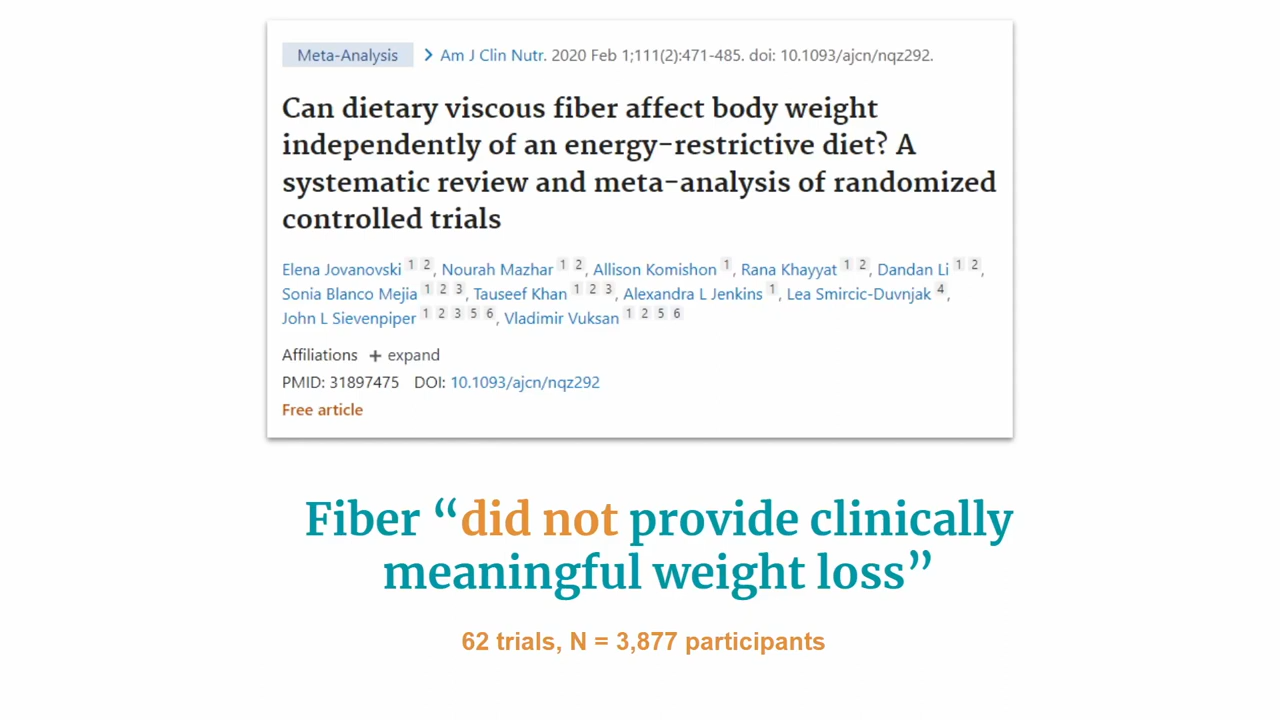 Meta-Analysis > Am J Clin Nutr. 2020 Feb 1;111(2):471-485. doi: 10.1093/ajcn/nqz292.
Can dietary viscous fiber affect body weight
independently of an energy-restrictive diet? A
systematic review and meta-analysis of randomized
controlled trials
Elena Jovanovski 1 2, Nourah Mazhar 1 2, Allison Komishon 1, Rana Khayyat 1 2, Dandan Li 1 2,
Sonia Blanco Mejia 1 2 3, Tauseef Khan 1 2 3, Alexandra L Jenkins 1, Lea Smircic-Duvnjak 4,
John L Sievenpiper 1 2 3 5 6, Vladimir Vuksan 1 2 5 6
Affiliations + expand
PMID: 31897475 DOI: 10.1093/ajcn/nqz292
Free article
Fiber “did not provide clinically
meaningful weight loss”
62 trials, N = 3,877 participants